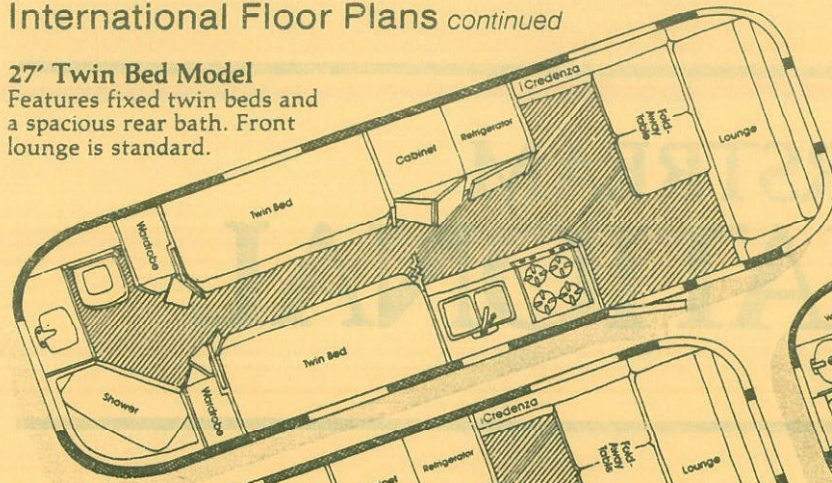 International Floor Plans continued
27′ Twin Bed Model
Features fixed twin beds and
a spacious rear bath. Front
lounge is standard.
Credenza
Fold-
Away
Table
Lounge
Refrigerator
Cabinet
Twin Bed
Wardrobe
Twin Bed
Wardrobe
Shower
Credenza
Fold-
Away
Table
Lounge
Refrigerator